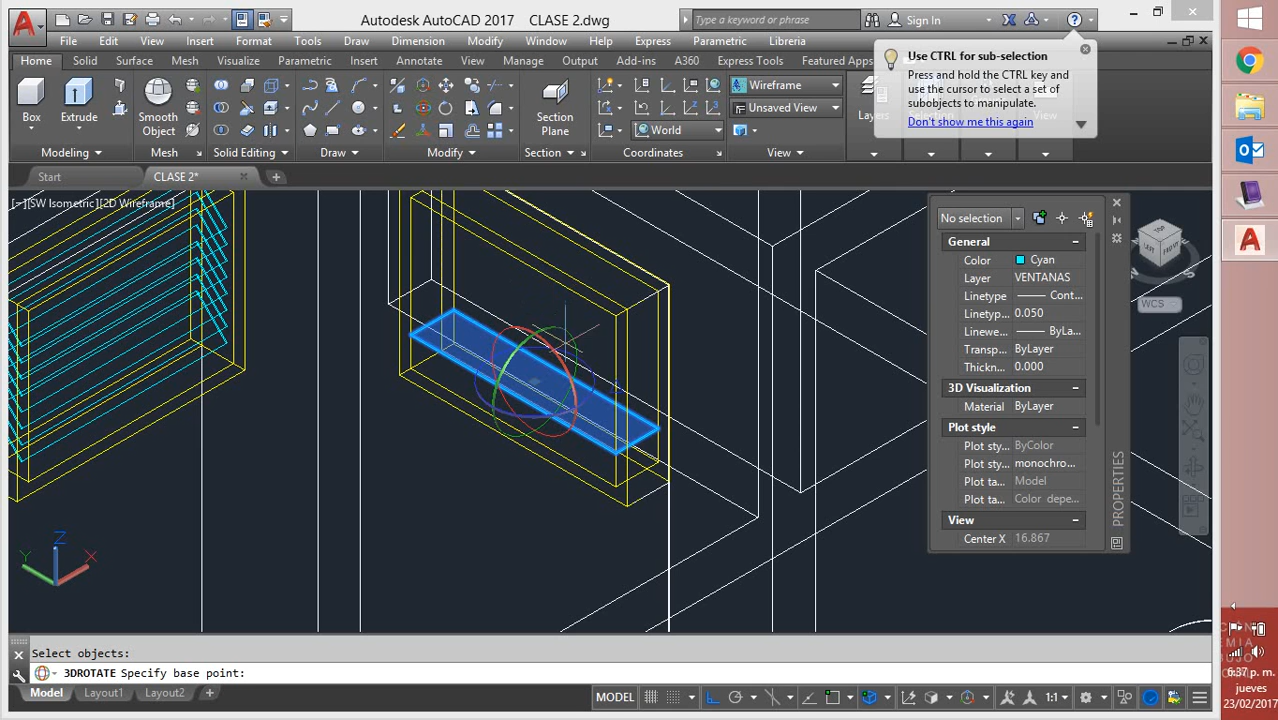 Autodesk AutoCAD 2017 CLASE 2.dwg
Type a keyword or phrase
Sign In
File Edit View Insert Format Tools Draw Dimension Modify Window Help Express Parametric Libreria
Home Solid Surface Mesh Visualize Parametric Insert Annotate View Manage Output Add-ins A360 Express Tools Featured Apps
Use CTRL for sub-selection
Press and hold the CTRL key and
use the cursor to select a set of
subobjects to manipulate.
Don't show me this again
Box Extrude
Smooth
Object
Section
Plane
Wireframe
Unsaved View
World
Layers
View
Modeling Mesh Solid Editing Draw Modify Section Coordinates View
Start CLASE 2*
[−][SW Isometric][2D Wireframe]
No selection
General
Color Cyan
Layer VENTANAS
Linetype Cont...
Linetyp... 0.050
Linewe... ByLa...
Transp... ByLayer
Thickn... 0.000
3D Visualization
Material ByLayer
Plot style
Plot sty... ByColor
Plot sty... monochro...
Plot ta... Model
Plot ta... Color depe...
View
Center X 16.867
PROPERTIES
TOP
LEFT
WCS
Z
Y
X
Select objects:
3DROTATE Specify base point:
Model Layout1 Layout2
MODEL
1:1
6:37 p. m.
jueves
23/02/2017